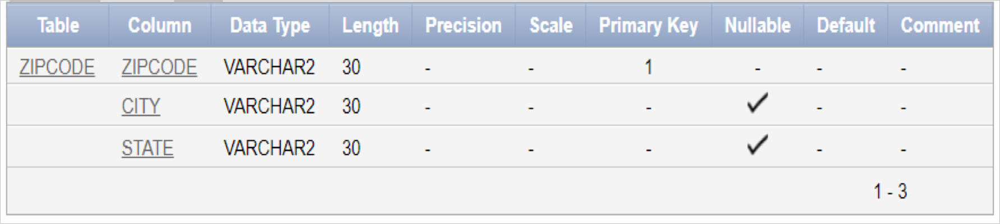 Table Column Data Type Length Precision Scale Primary Key Nullable Default Comment
ZIPCODE ZIPCODE VARCHAR2 30 - - 1 - - -
CITY VARCHAR2 30 - - - ✓ - -
STATE VARCHAR2 30 - - - ✓ - -
1 - 3